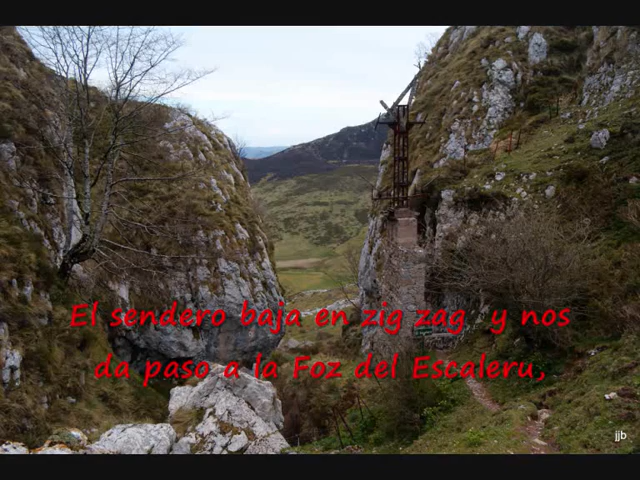 El sendero baja en zig zag y nos
da paso a la Foz del Escaleru,
jjb